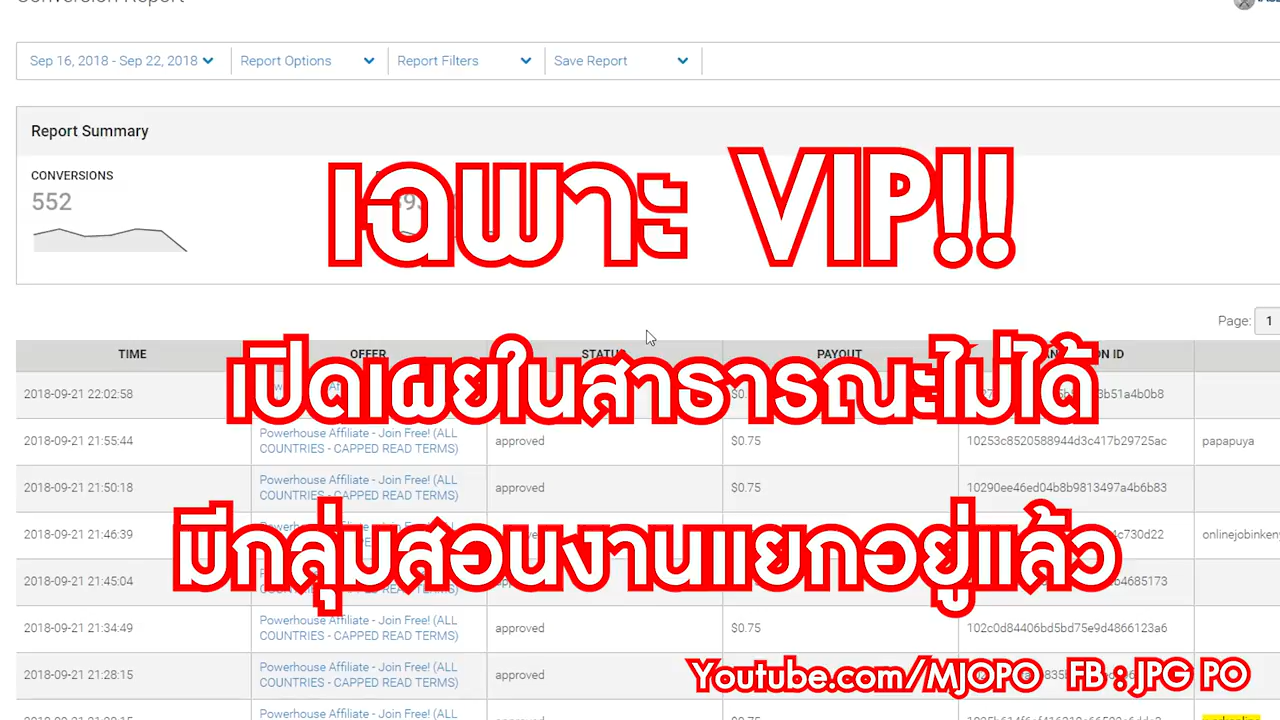 Conversion Report
Sep 16, 2018 - Sep 22, 2018 Report Options Report Filters Save Report
Report Summary
CONVERSIONS
552
เฉพาะ VIP!!
Page: 1
TIME OFFER STATUS PAYOUT
เปิดเผยในสาธารณะไม่ได้
2018-09-21 22:02:58
2018-09-21 21:55:44 Powerhouse Affiliate - Join Free! (ALL COUNTRIES - CAPPED READ TERMS) approved $0.75 10253c8520588944d3c417b29725ac papapuya
2018-09-21 21:50:18 Powerhouse Affiliate - Join Free! (ALL COUNTRIES - CAPPED READ TERMS) approved $0.75 10290ee46ed04b8b9813497a4b6b83
2018-09-21 21:46:39
มีกลุ่มสอนงานแยกอยู่แล้ว
2018-09-21 21:45:04
2018-09-21 21:34:49 Powerhouse Affiliate - Join Free! (ALL COUNTRIES - CAPPED READ TERMS) approved $0.75 102c0d84406bd5bd75e9d4866123a6
2018-09-21 21:28:15 Powerhouse Affiliate - Join Free! (ALL COUNTRIES - CAPPED READ TERMS) approved
Youtube.com/MJOPO FB : JPG PO